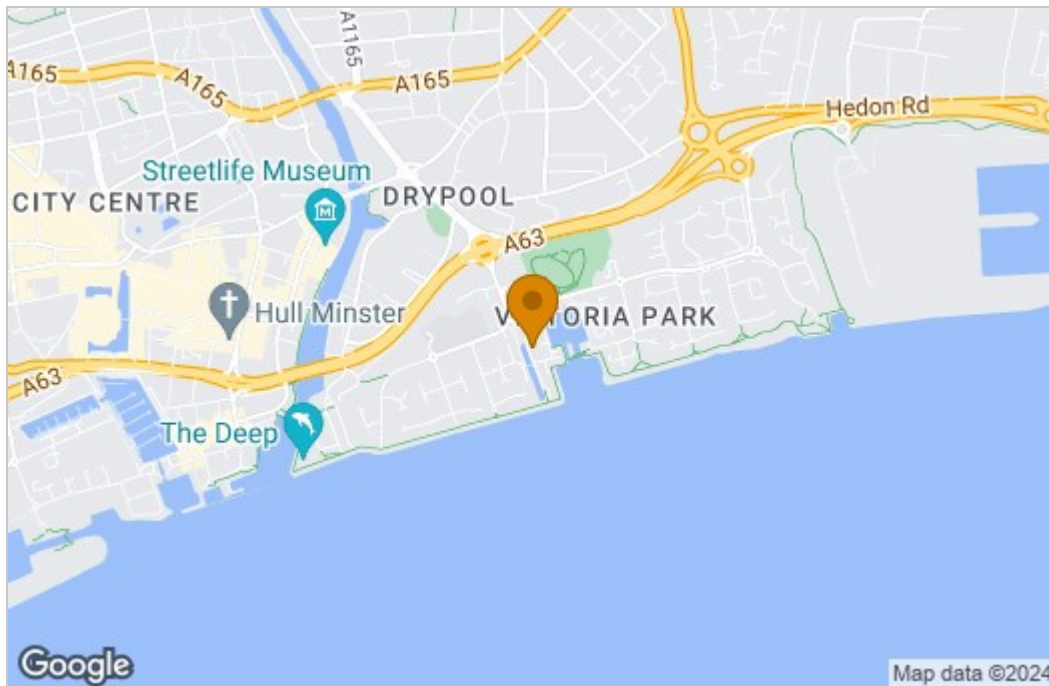 A1165
A165
A165
A165
Hedon Rd
Streetlife Museum
CITY CENTRE
DRYPOOL
A63
Hull Minster
VICTORIA PARK
A63
The Deep
Google
Map data ©2024